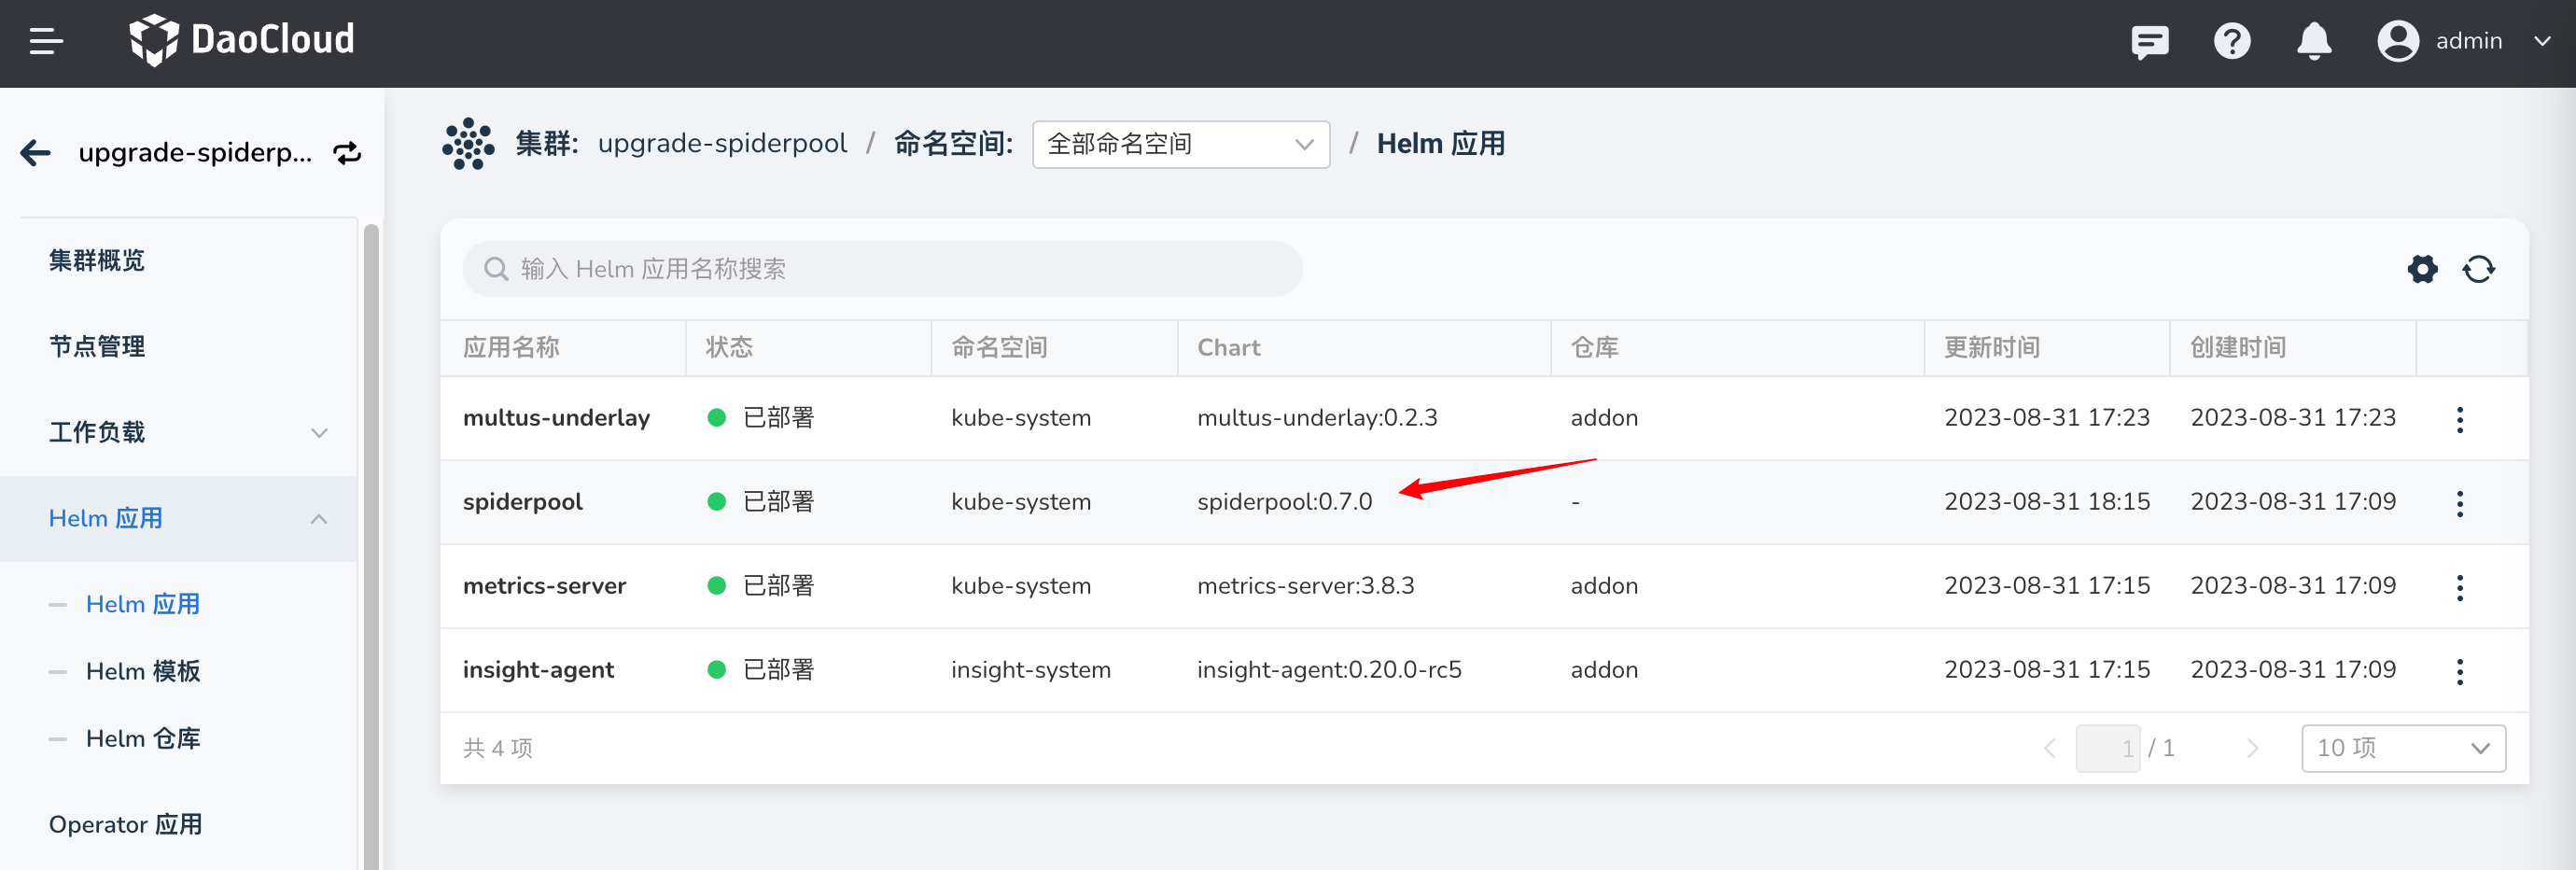 DaoCloud
admin
upgrade-spiderp...
集群: upgrade-spiderpool / 命名空间: 全部命名空间 / Helm 应用
集群概览
节点管理
工作负载
Helm 应用
Helm 应用
Helm 模板
Helm 仓库
Operator 应用
输入 Helm 应用名称搜索
应用名称 状态 命名空间 Chart 仓库 更新时间 创建时间
multus-underlay 已部署 kube-system multus-underlay:0.2.3 addon 2023-08-31 17:23 2023-08-31 17:23
spiderpool 已部署 kube-system spiderpool:0.7.0 - 2023-08-31 18:15 2023-08-31 17:09
metrics-server 已部署 kube-system metrics-server:3.8.3 addon 2023-08-31 17:15 2023-08-31 17:09
insight-agent 已部署 insight-system insight-agent:0.20.0-rc5 addon 2023-08-31 17:15 2023-08-31 17:09
共 4 项 1 / 1 10 项